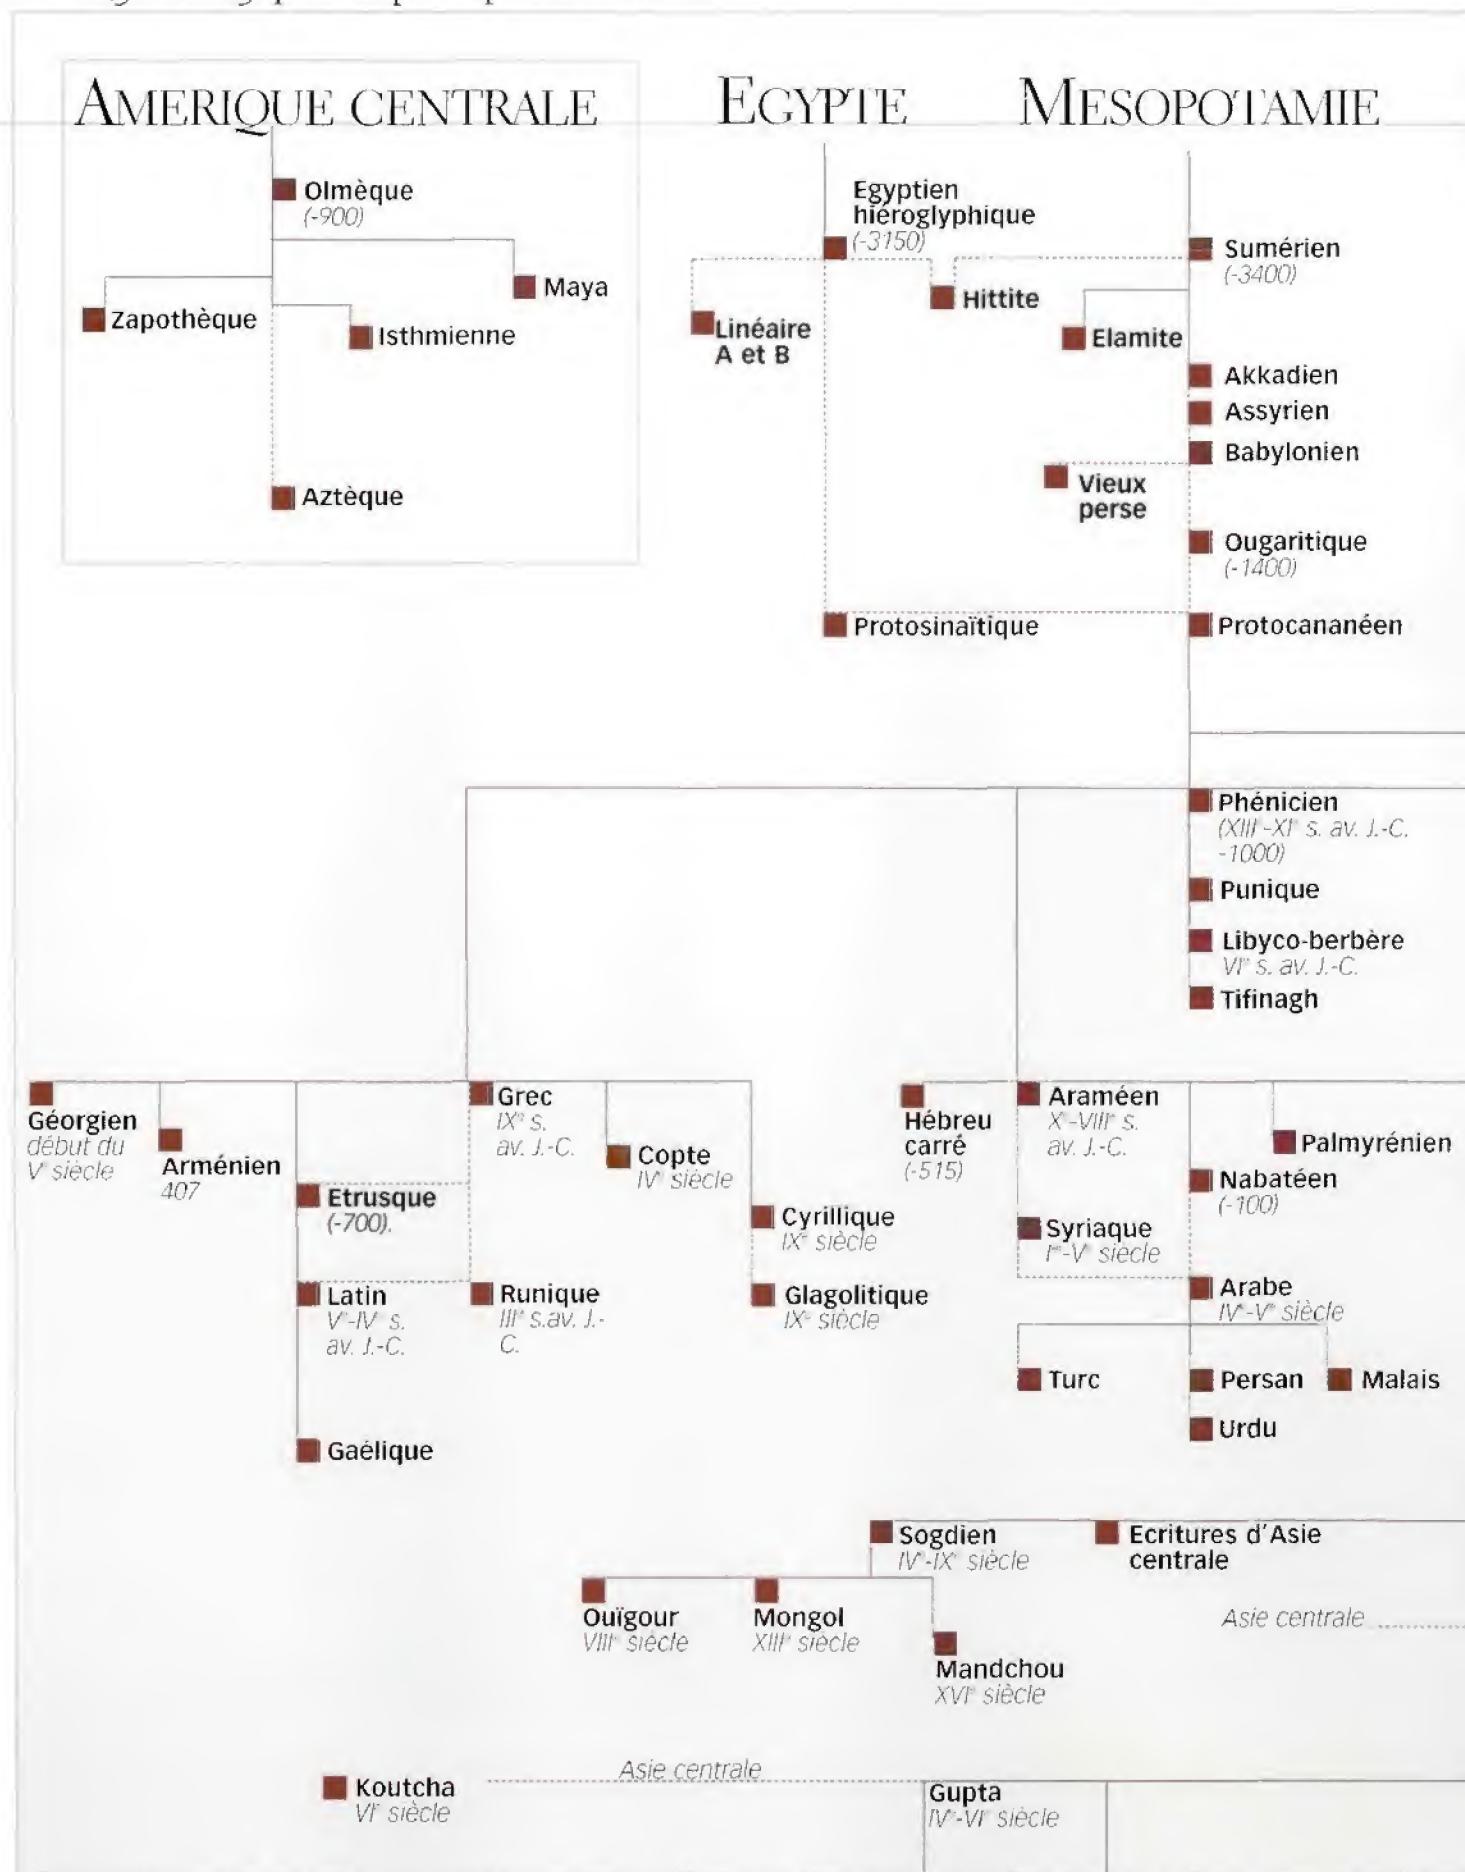 AMERIQUE CENTRALE
EGYPTE
MESOPOTAMIE
Olmèque
(-900)
Maya
Zapothèque
Isthmienne
Aztèque
Egyptien
hiéroglyphique
(-3150)
Linéaire
A et B
Hittite
Sumérien
(-3400)
Elamite
Akkadien
Assyrien
Babylonien
Vieux
perse
Ougaritique
(-1400)
Protosinaïtique
Protocananéen
Phénicien
(XIIIe-XIe s. av. J.-C.
-1000)
Punique
Libyco-berbère
VIe s. av. J.-C.
Tifinagh
Géorgien
début du
Ve siècle
Arménien
407
Grec
IXe s.
av. J.-C.
Etrusque
(-700).
Copte
IVe siècle
Cyrillique
IXe siècle
Latin
Ve-IVe s.
av. J.-C.
Runique
IIIe s.av. J.-
C.
Glagolitique
IXe siècle
Gaélique
Hébreu
carré
(-515)
Araméen
Xe-VIIIe s.
av. J.-C.
Palmyrénien
Nabatéen
(-100)
Syriaque
Ier-Ve siècle
Arabe
IVe-Ve siècle
Turc
Persan
Malais
Urdu
Sogdien
IVe-IXe siècle
Ecritures d'Asie
centrale
Ouïgour
VIIIe siècle
Mongol
XIIIe siècle
Mandchou
XVIe siècle
Asie centrale
Koutcha
VIe siècle
Asie centrale
Gupta
IVe-VIe siècle